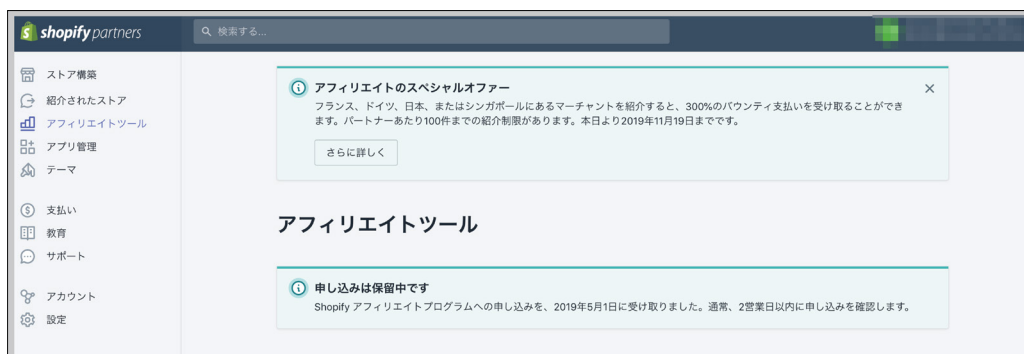 shopify partners
検索する...
ストア構築
紹介されたストア
アフィリエイトツール
アプリ管理
テーマ
支払い
教育
サポート
アカウント
設定
アフィリエイトのスペシャルオファー
フランス、ドイツ、日本、またはシンガポールにあるマーチャントを紹介すると、300%のバウンティ支払いを受け取ることができ
ます。パートナーあたり100件までの紹介制限があります。本日より2019年11月19日までです。
さらに詳しく
アフィリエイトツール
申し込みは保留中です
Shopify アフィリエイトプログラムへの申し込みを、2019年5月1日に受け取りました。通常、2営業日以内に申し込みを確認します。